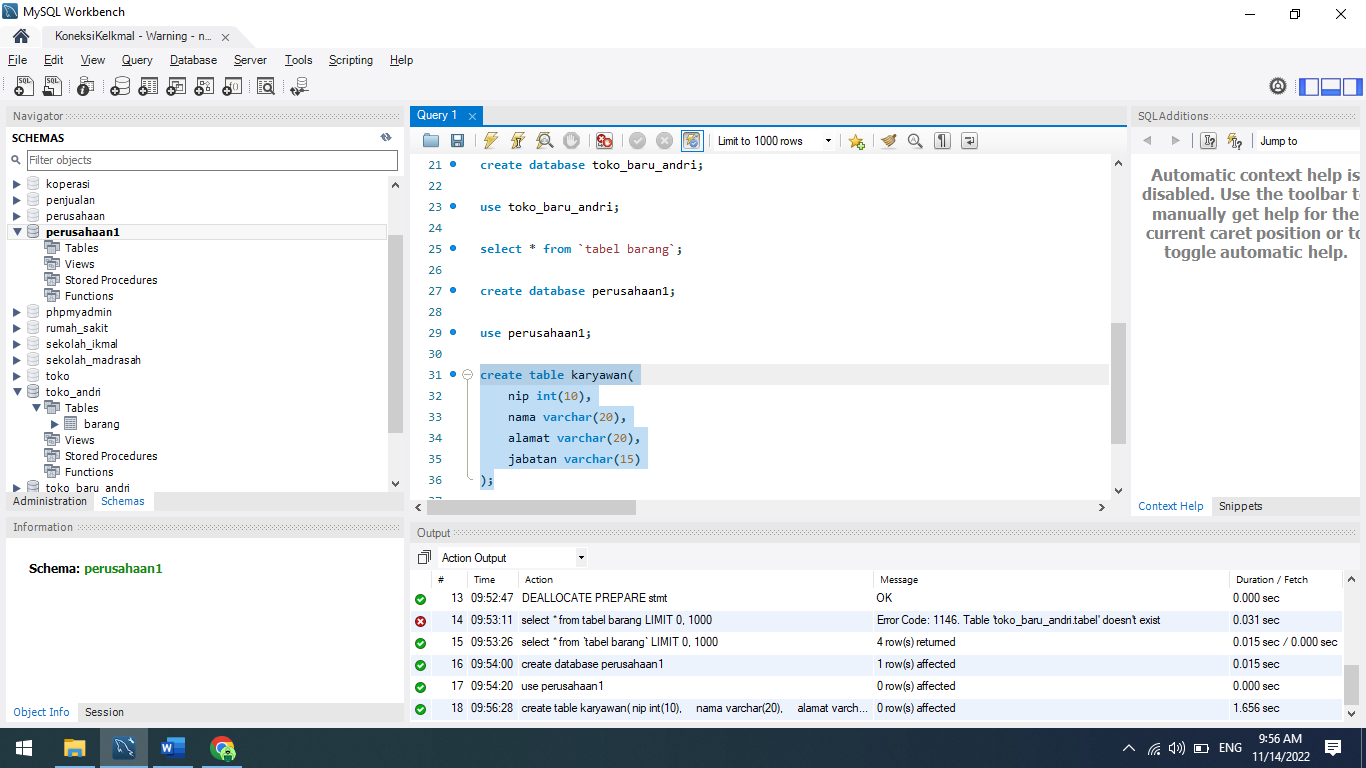 MySQL Workbench
KoneksiKelkmal - Warning - n...
File Edit View Query Database Server Tools Scripting Help
Navigator
SCHEMAS
Filter objects
koperasi
penjualan
perusahaan
perusahaan1
Tables
Views
Stored Procedures
Functions
phpmyadmin
rumah_sakit
sekolah_ikmal
sekolah_madrasah
toko
toko_andri
Tables
barang
Views
Stored Procedures
Functions
toko_baru_andri
Administration Schemas
Information
Schema: perusahaan1
Object Info Session
Query 1
Limit to 1000 rows
21 create database toko_baru_andri;
22
23 use toko_baru_andri;
24
25 select * from `tabel barang`;
26
27 create database perusahaan1;
28
29 use perusahaan1;
30
31 create table karyawan(
32 nip int(10),
33 nama varchar(20),
34 alamat varchar(20),
35 jabatan varchar(15)
36 );
37
SQLAdditions
Jump to
Automatic context help is
disabled. Use the toolbar to
manually get help for the
current caret position or to
toggle automatic help.
Context Help Snippets
Output
Action Output
# Time Action Message Duration / Fetch
13 09:52:47 DEALLOCATE PREPARE stmt OK 0.000 sec
14 09:53:11 select * from tabel barang LIMIT 0, 1000 Error Code: 1146. Table 'toko_baru_andri.tabel' doesn't exist 0.031 sec
15 09:53:26 select * from `tabel barang` LIMIT 0, 1000 4 row(s) returned 0.015 sec / 0.000 sec
16 09:54:00 create database perusahaan1 1 row(s) affected 0.015 sec
17 09:54:20 use perusahaan1 0 row(s) affected 0.000 sec
18 09:56:28 create table karyawan( nip int(10), nama varchar(20), alamat varch... 0 row(s) affected 1.656 sec
ENG
9:56 AM
11/14/2022